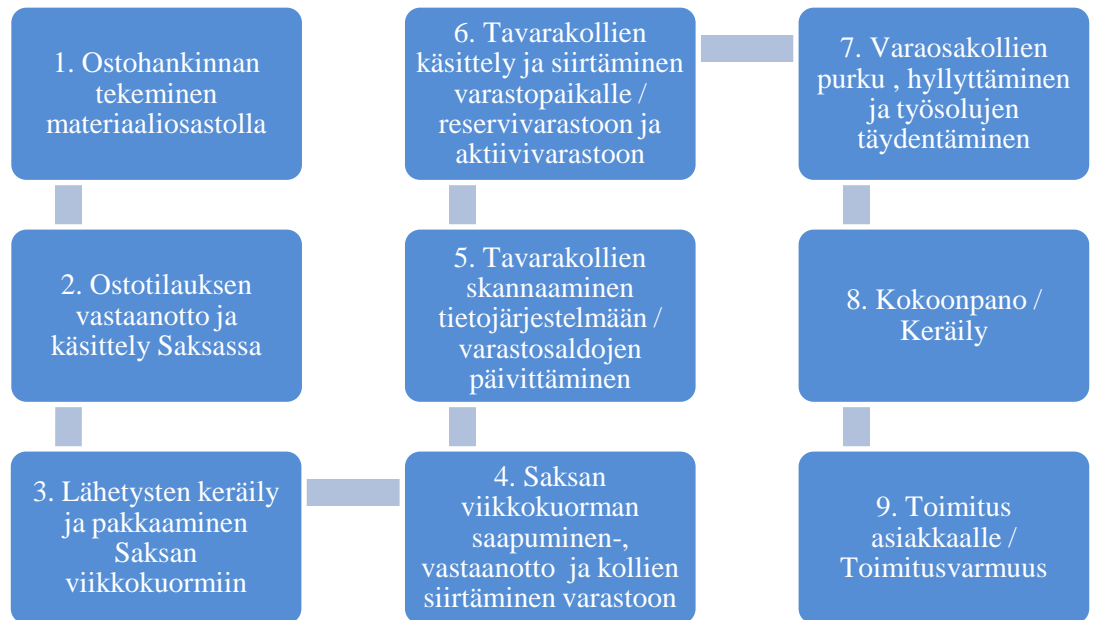 1. Ostohankinnan
tekeminen
materiaaliosastolla
2. Ostotilauksen
vastaanotto ja
käsittely Saksassa
3. Lähetysten keräily
ja pakkaaminen
Saksan
viikkokuormiin
4. Saksan
viikkokuorman
saapuminen-,
vastaanotto ja kollien
siirtäminen varastoon
5. Tavarakollien
skannaaminen
tietojärjestelmään /
varastosaldojen
päivittäminen
6. Tavarakollien
käsittely ja siirtäminen
varastopaikalle /
reservivarastoon ja
aktiivivarastoon
7. Varaosakollien
purku , hyllyttäminen
ja työsolujen
täydentäminen
8. Kokoonpano /
Keräily
9. Toimitus
asiakkaalle /
Toimitusvarmuus